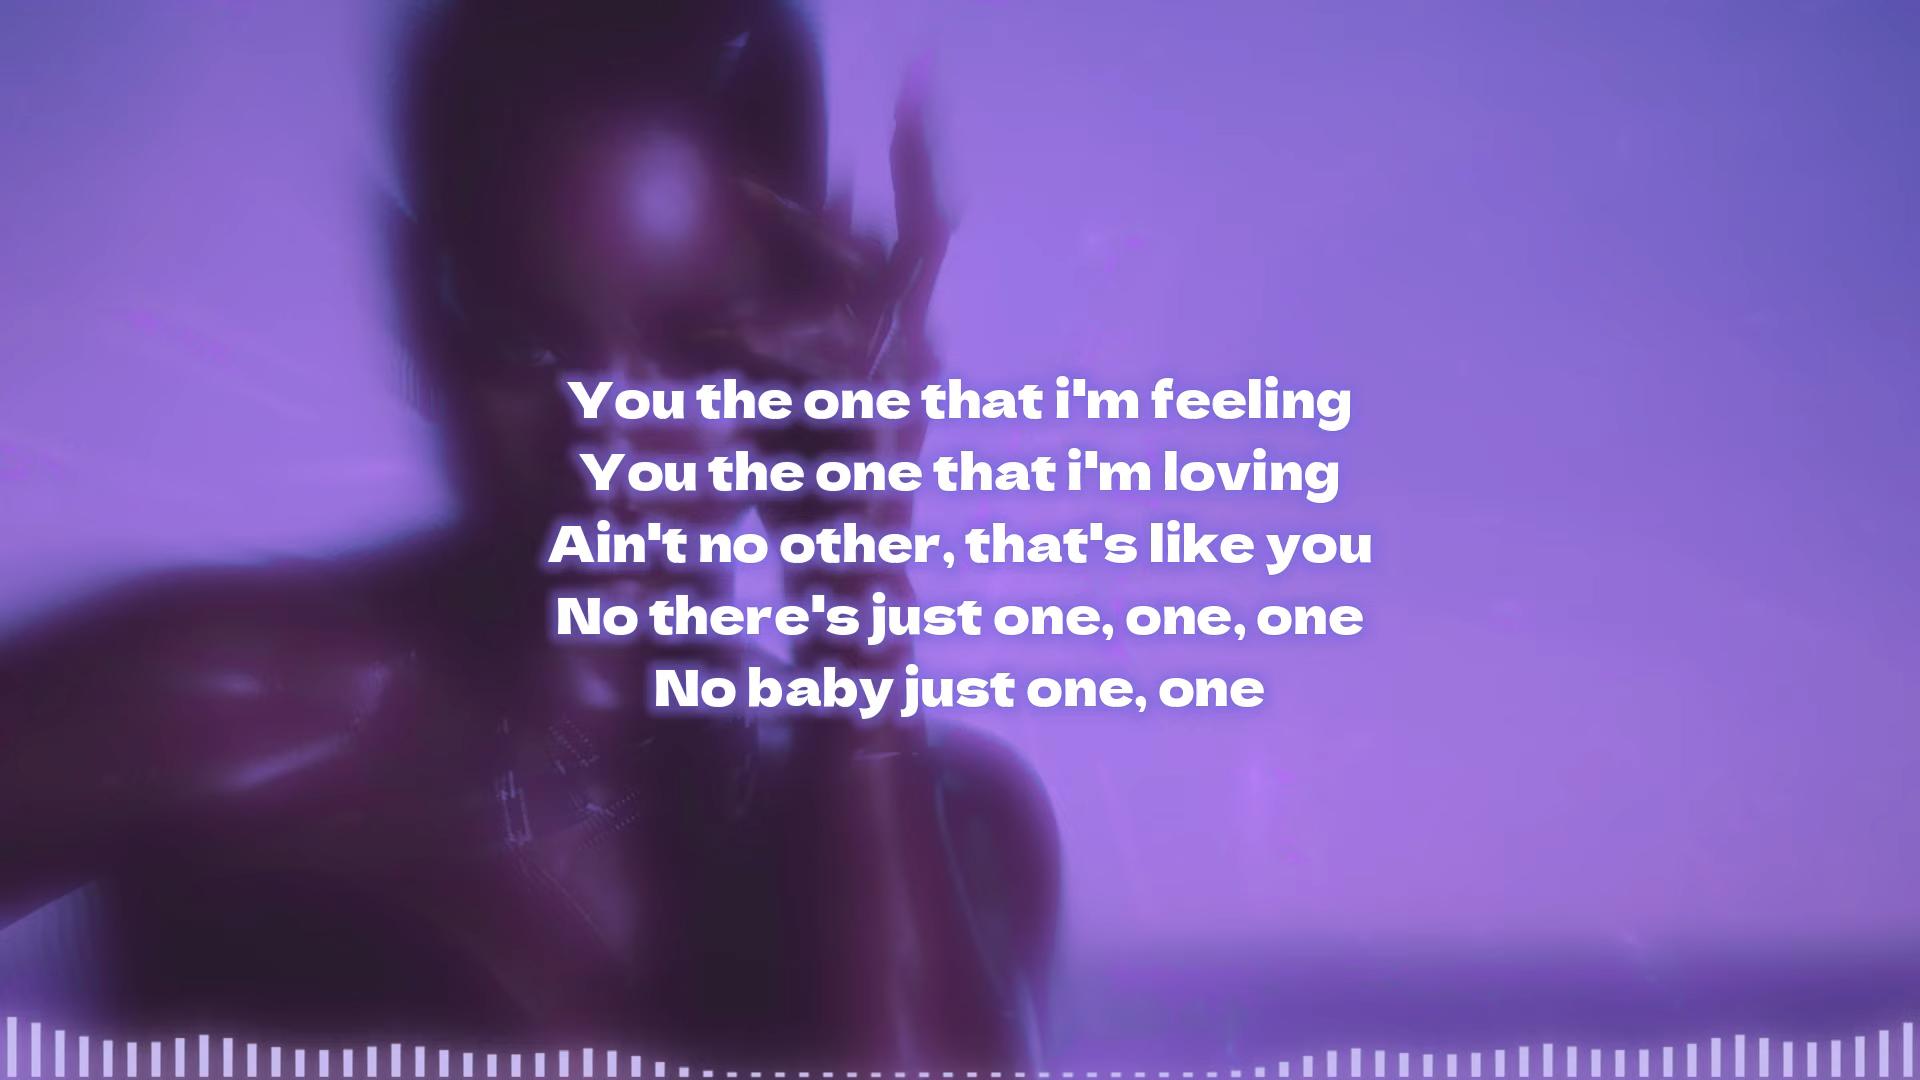 You the one that i'm feeling
You the one that i'm loving
Ain't no other, that's like you
No there's just one, one, one
No baby just one, one